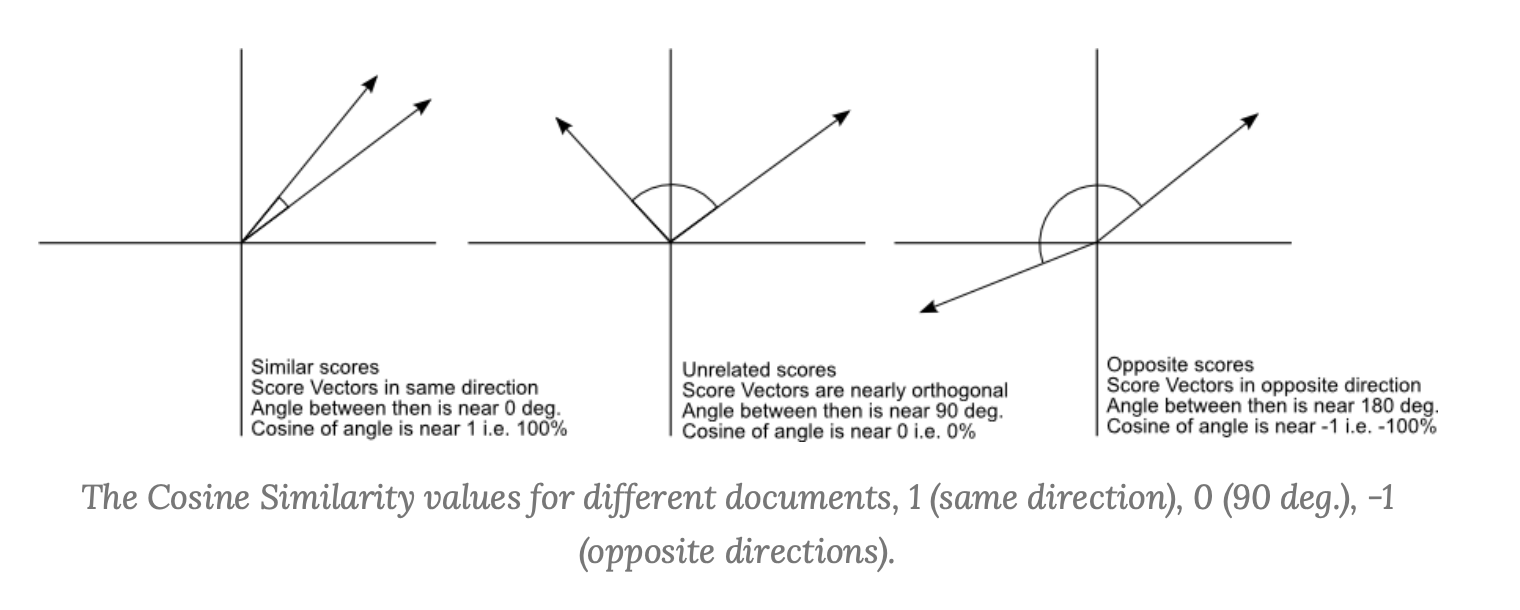 Similar scores
Score Vectors in same direction
Angle between then is near 0 deg.
Cosine of angle is near 1 i.e. 100%
Unrelated scores
Score Vectors are nearly orthogonal
Angle between then is near 90 deg.
Cosine of angle is near 0 i.e. 0%
Opposite scores
Score Vectors in opposite direction
Angle between then is near 180 deg.
Cosine of angle is near -1 i.e. -100%
The Cosine Similarity values for different documents, 1 (same direction), 0 (90 deg.), -1
(opposite directions).